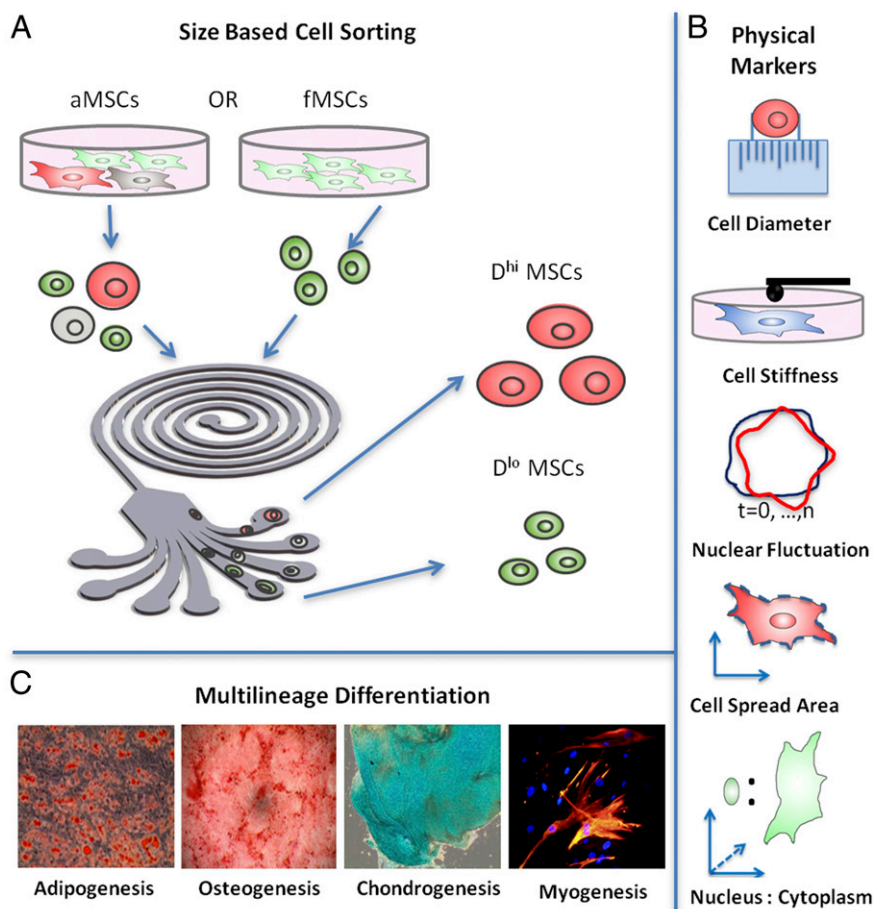 A
Size Based Cell Sorting
aMSCs OR fMSCs
Dhi MSCs
Dlo MSCs
B
Physical
Markers
Cell Diameter
Cell Stiffness
t=0, ...,n
Nuclear Fluctuation
Cell Spread Area
:
Nucleus : Cytoplasm
C
Multilineage Differentiation
Adipogenesis Osteogenesis Chondrogenesis Myogenesis